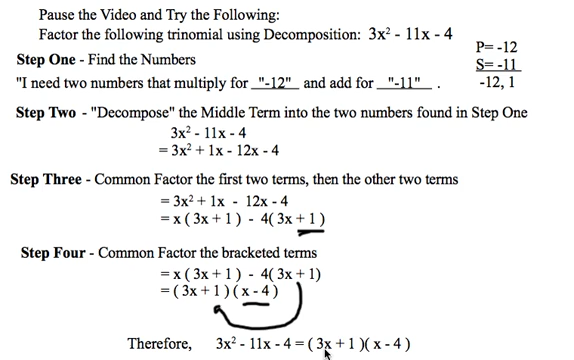 Pause the Video and Try the Following:
Factor the following trinomial using Decomposition: 3x² - 11x - 4
P= -12
Step One - Find the Numbers
S= -11
"I need two numbers that multiply for "-12" and add for "-11" .
-12, 1
Step Two - "Decompose" the Middle Term into the two numbers found in Step One
3x² - 11x - 4
= 3x² + 1x - 12x - 4
Step Three - Common Factor the first two terms, then the other two terms
= 3x² + 1x - 12x - 4
= x ( 3x + 1 ) - 4( 3x + 1 )
Step Four - Common Factor the bracketed terms
= x ( 3x + 1 ) - 4( 3x + 1)
= ( 3x + 1 ) ( x - 4 )
Therefore, 3x² - 11x - 4 = ( 3x + 1 )( x - 4 )